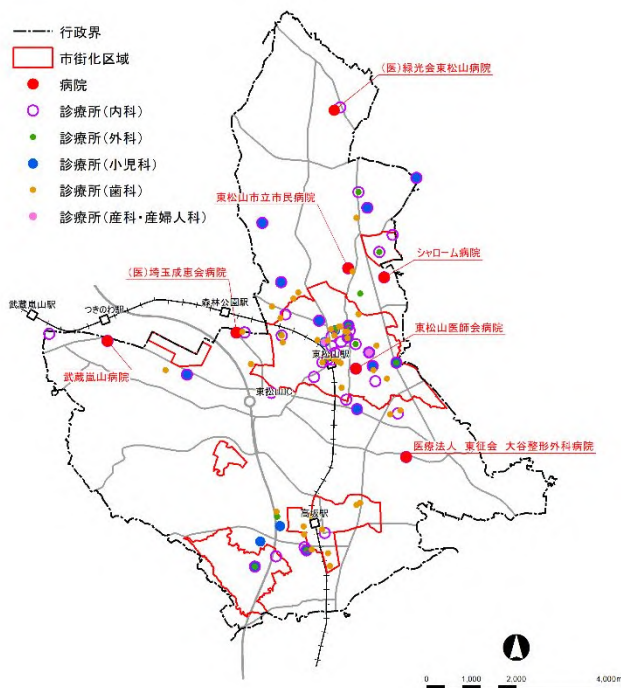 行政界
市街化区域
病院
診療所(内科)
診療所(外科)
診療所(小児科)
診療所(歯科)
診療所(産科・産婦人科)
(医)緑光会東松山病院
東松山市立市民病院
シャローム病院
(医)埼玉成恵会病院
森林公園駅
つきのわ駅
武蔵嵐山駅
東松山医師会病院
東松山駅
武蔵嵐山病院
東松山IC
医療法人 東征会 大谷整形外科病院
高坂駅
0 1,000 2,000 4,000m